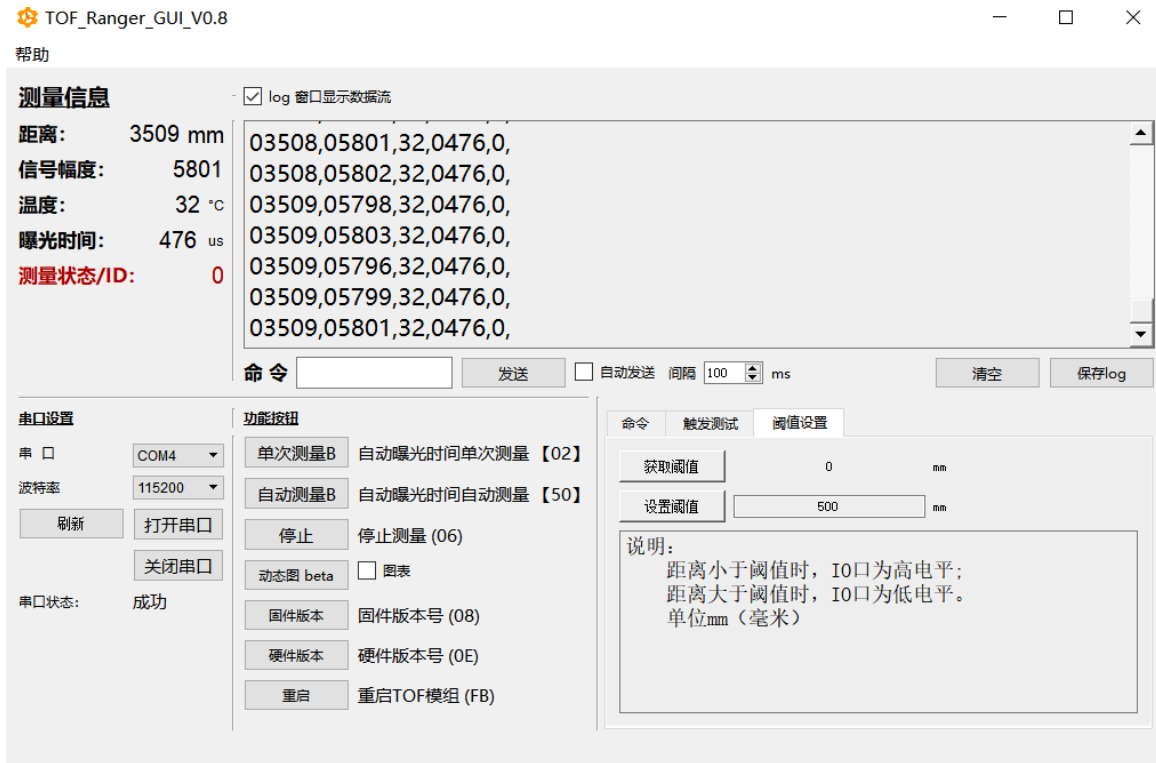 TOF_Ranger_GUI_V0.8
帮助
测量信息
距离: 3509 mm
信号幅度: 5801
温度: 32 °C
曝光时间: 476 us
测量状态/ID: 0
log 窗口显示数据流
03508,05801,32,0476,0,
03508,05802,32,0476,0,
03509,05798,32,0476,0,
03509,05803,32,0476,0,
03509,05796,32,0476,0,
03509,05799,32,0476,0,
03509,05801,32,0476,0,
命 令 发送 自动发送 间隔 100 ms 清空 保存log
串口设置
串 口 COM4
波特率 115200
刷新 打开串口
关闭串口
串口状态: 成功
功能按钮
单次测量B 自动曝光时间单次测量 【02】
自动测量B 自动曝光时间自动测量 【50】
停止 停止测量 (06)
动态图 beta 图表
固件版本 固件版本号 (08)
硬件版本 硬件版本号 (0E)
重启 重启TOF模组 (FB)
命令 触发测试 阈值设置
获取阈值 0 mm
设置阈值 500 mm
说明:
距离小于阈值时, IO口为高电平;
距离大于阈值时, IO口为低电平。
单位mm（毫米）